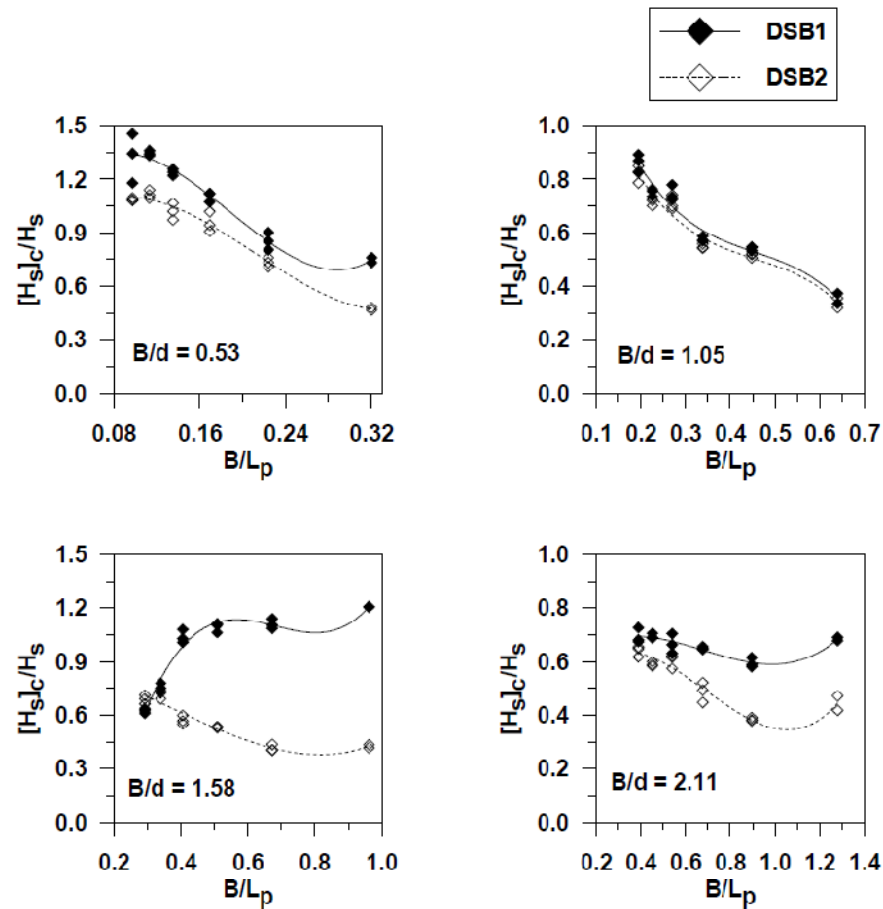 DSB1
DSB2
1.5
1.2
0.9
0.6
0.3
0.0
[Hs]c/Hs
B/d = 0.53
0.08 0.16 0.24 0.32
B/Lp
1.0
0.8
0.6
0.4
0.2
0.0
[Hs]c/Hs
B/d = 1.05
0.1 0.2 0.3 0.4 0.5 0.6 0.7
B/Lp
1.5
1.2
0.9
0.6
0.3
0.0
[Hs]c/Hs
B/d = 1.58
0.2 0.4 0.6 0.8 1.0
B/Lp
1.0
0.8
0.6
0.4
0.2
0.0
[Hs]c/Hs
B/d = 2.11
0.2 0.4 0.6 0.8 1.0 1.2 1.4
B/Lp